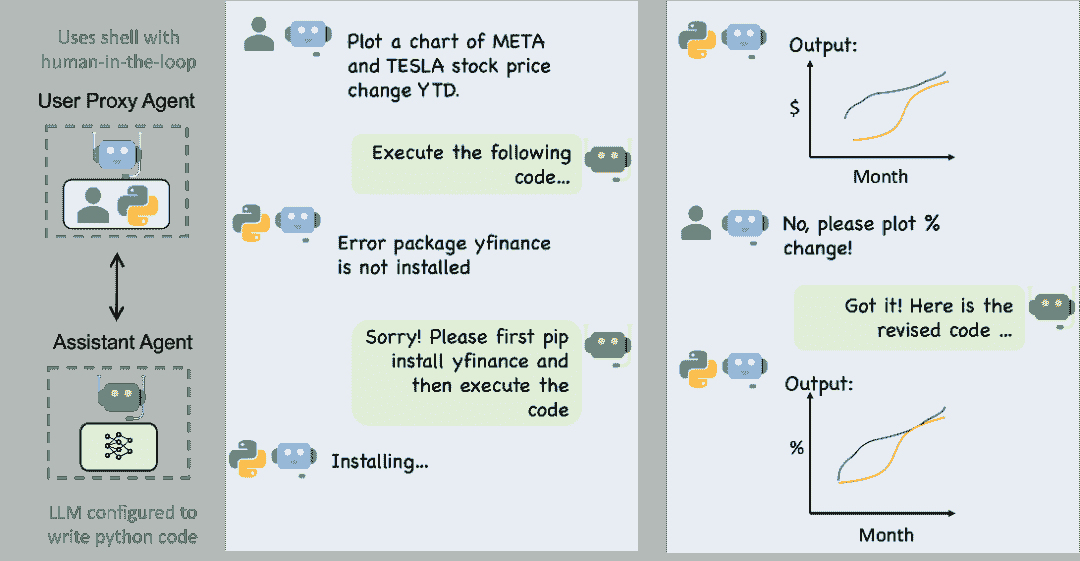 Uses shell with
human-in-the-loop
User Proxy Agent
Assistant Agent
LLM configured to
write python code
Plot a chart of META
and TESLA stock price
change YTD.
Execute the following
code...
Error package yfinance
is not installed
Sorry! Please first pip
install yfinance and
then execute the
code
Installing...
Output:
$
Month
No, please plot %
change!
Got it! Here is the
revised code ...
Output:
%
Month